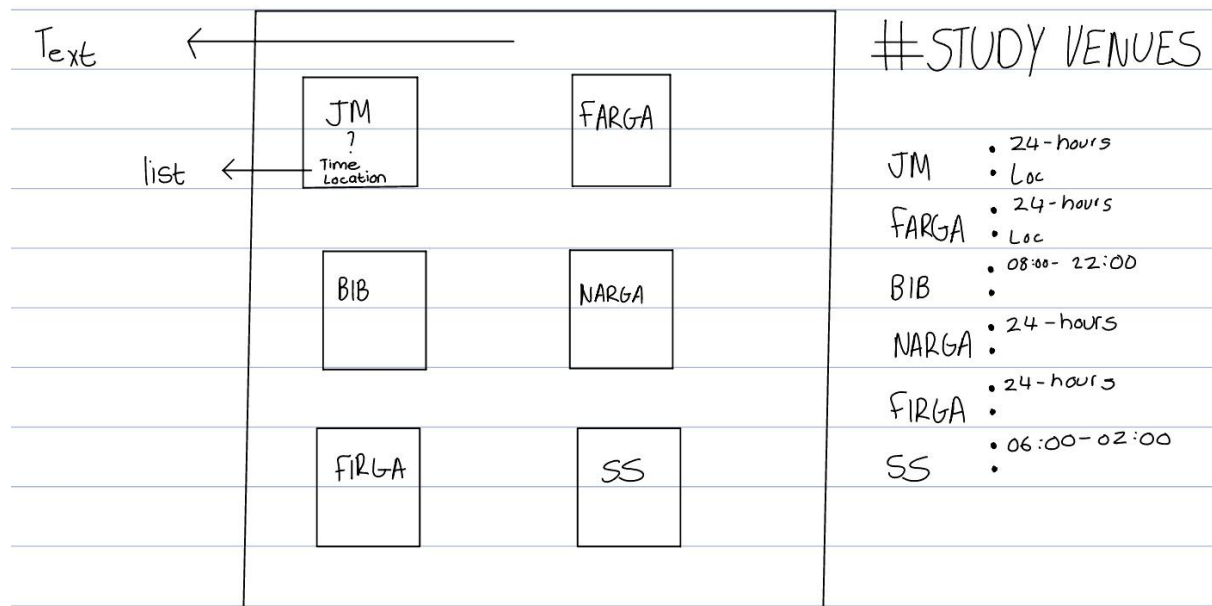 Text
JM
?
Time
Location
list
FARGA
BIB
NARGA
FIRGA
SS
#STUDY VENUES
JM
• 24-hours
• Loc
FARGA
• 24-hours
• Loc
BIB
• 08:00- 22:00
•
NARGA
• 24-hours
•
FIRGA
• 24-hours
•
SS
• 06:00-02:00
•